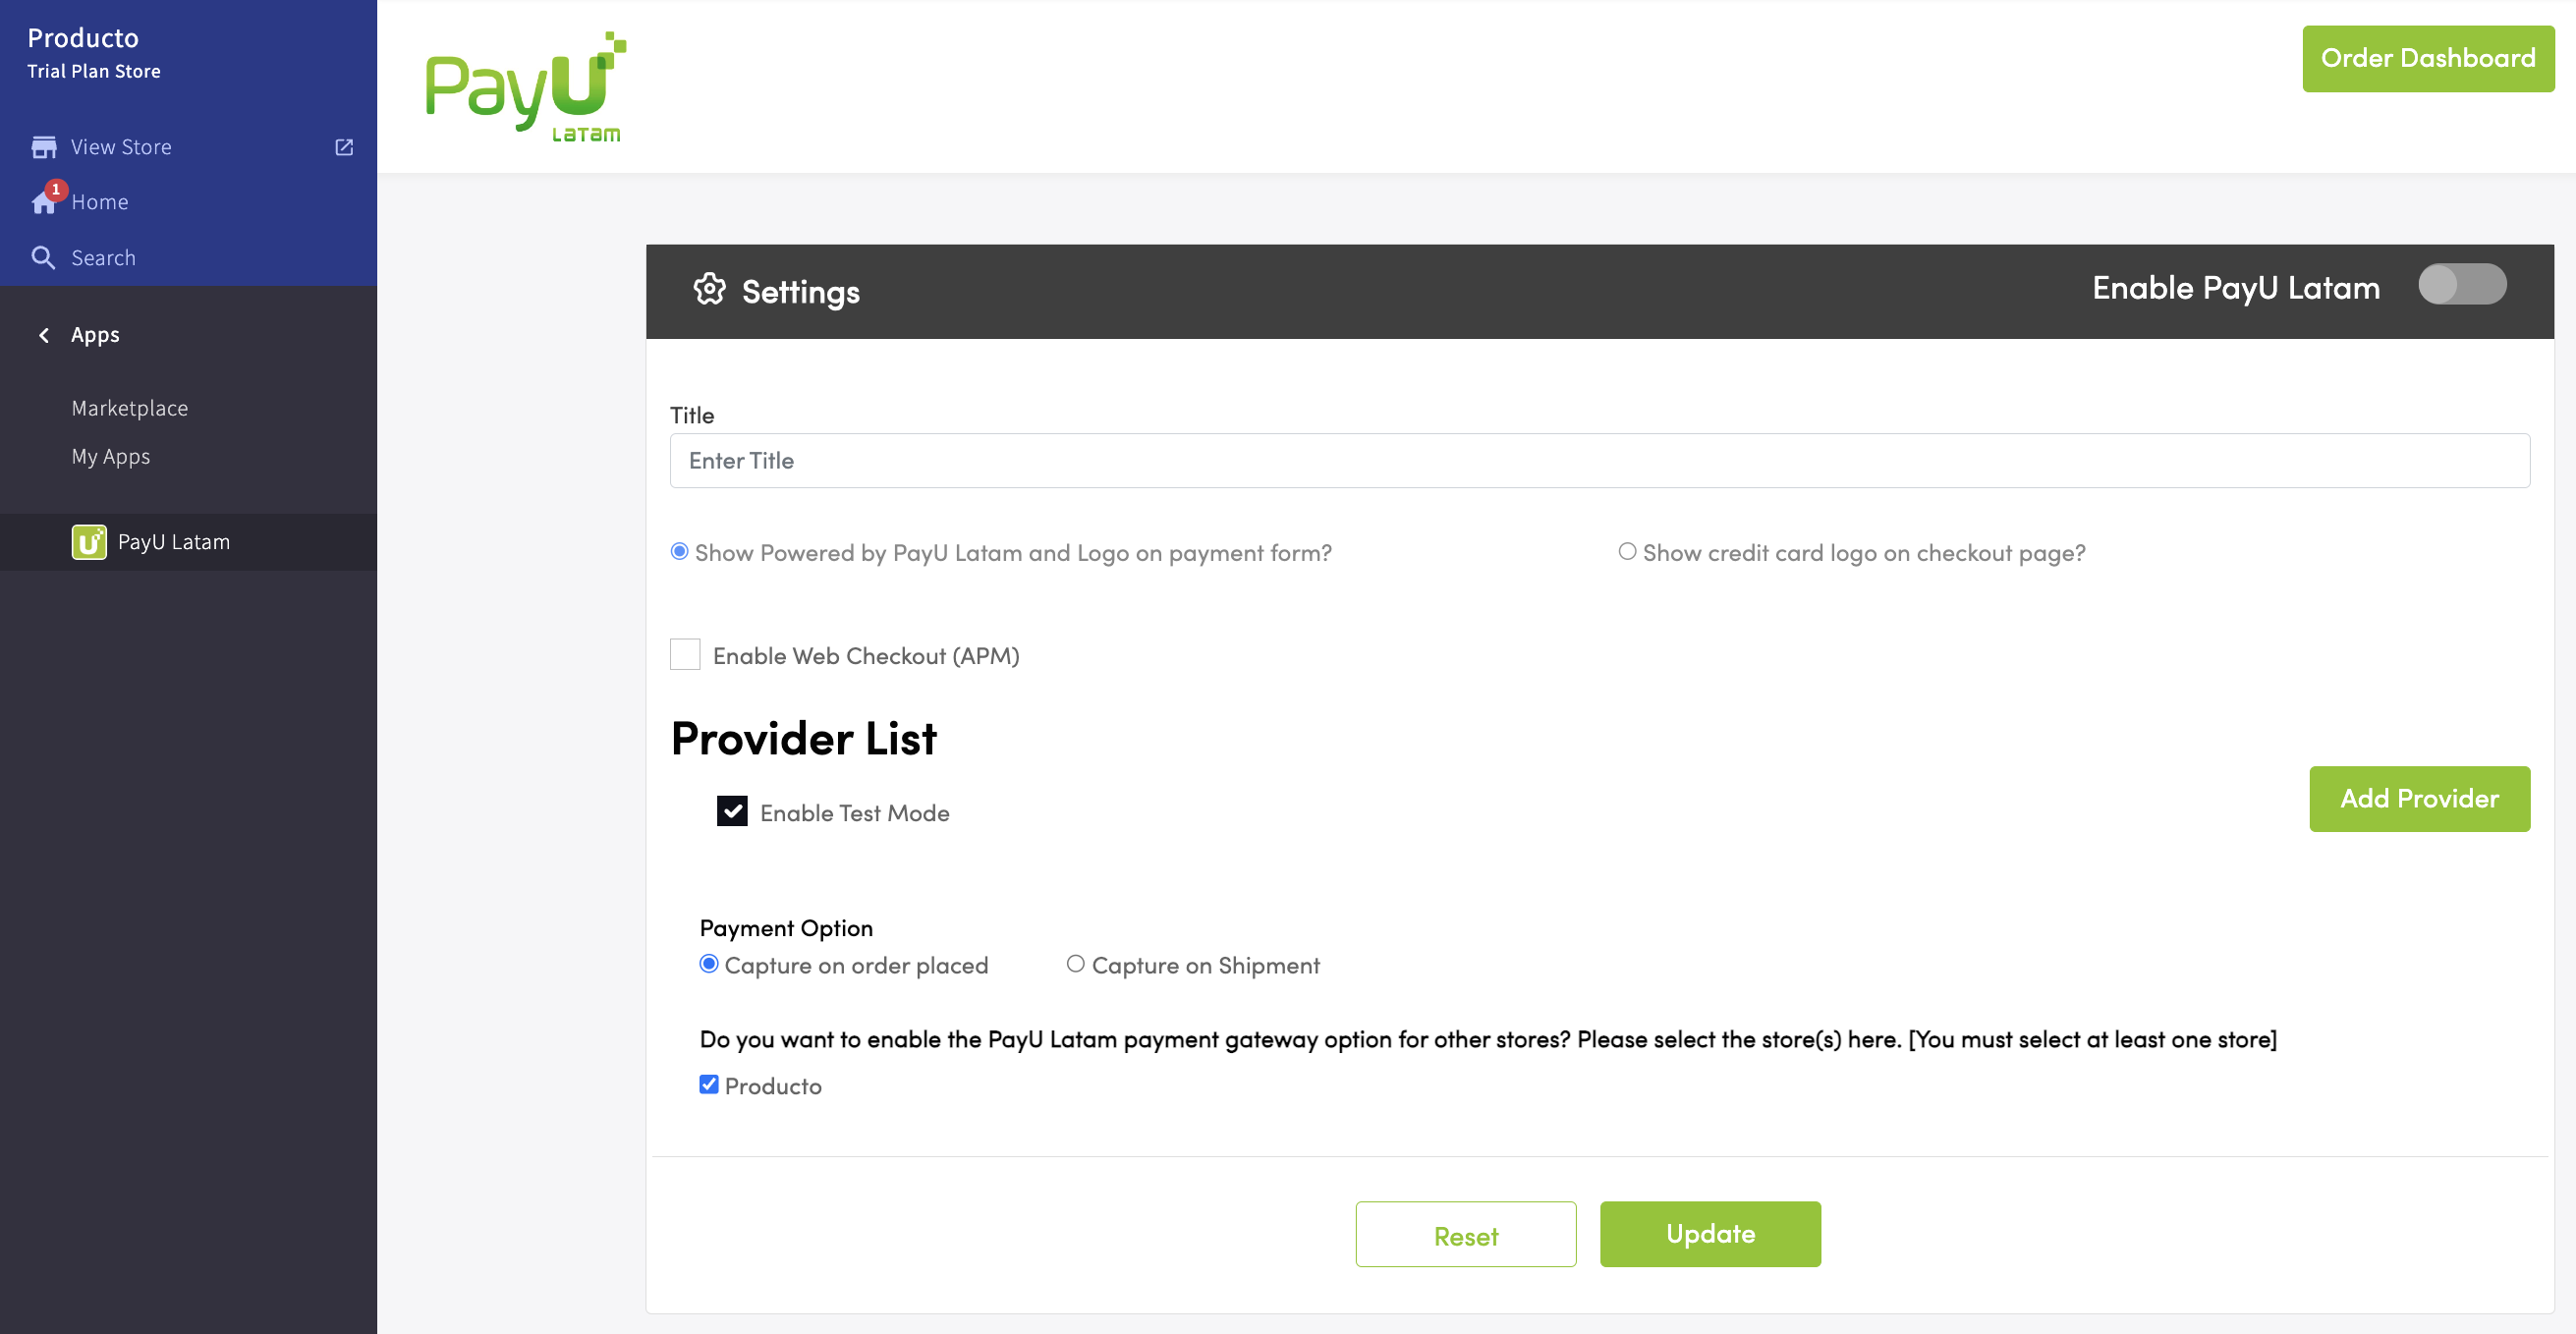 Producto
Trial Plan Store
View Store
1
Home
Search
Apps
Marketplace
My Apps
PayU Latam
PayU
LaTam
Order Dashboard
Settings
Enable PayU Latam
Title
Enter Title
Show Powered by PayU Latam and Logo on payment form?
Show credit card logo on checkout page?
Enable Web Checkout (APM)
Provider List
Enable Test Mode
Add Provider
Payment Option
Capture on order placed
Capture on Shipment
Do you want to enable the PayU Latam payment gateway option for other stores? Please select the store(s) here. [You must select at least one store]
Producto
Reset
Update